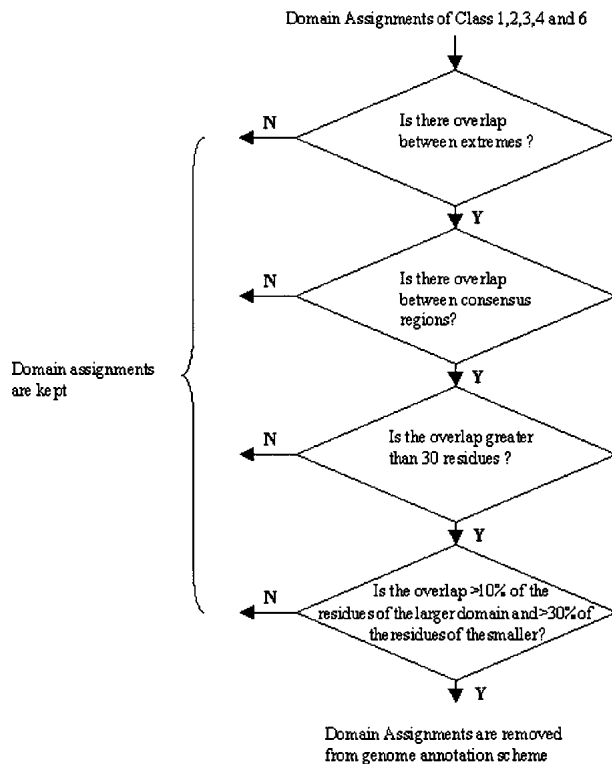 Domain Assignments of Class 1,2,3,4 and 6
Is there overlap
between extremes ?
N
Y
Is there overlap
between consensus
regions?
N
Y
Domain assignments
are kept
Is the overlap greater
than 30 residues ?
N
Y
Is the overlap >10% of the
residues of the larger domain and >30% of
the residues of the smaller?
N
Y
Domain Assignments are removed
from genome annotation scheme